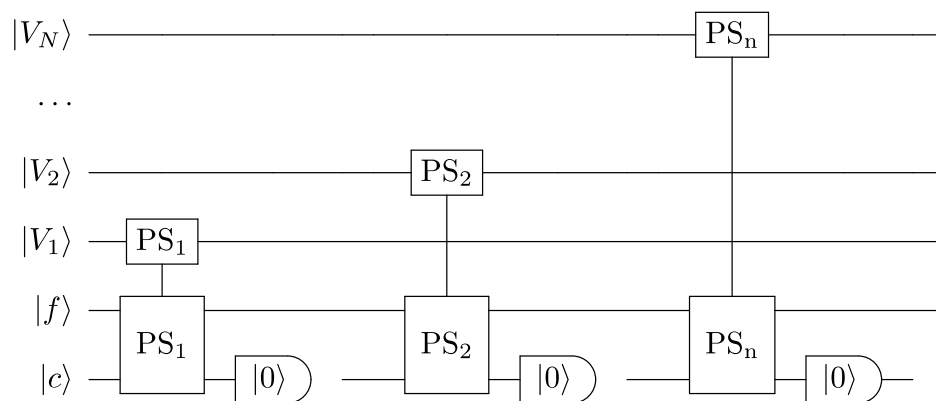 |V_N⟩ PS_n
...
|V_2⟩ PS_2
|V_1⟩ PS_1
|f⟩
PS_1 PS_2 PS_n
|c⟩ |0⟩ |0⟩ |0⟩